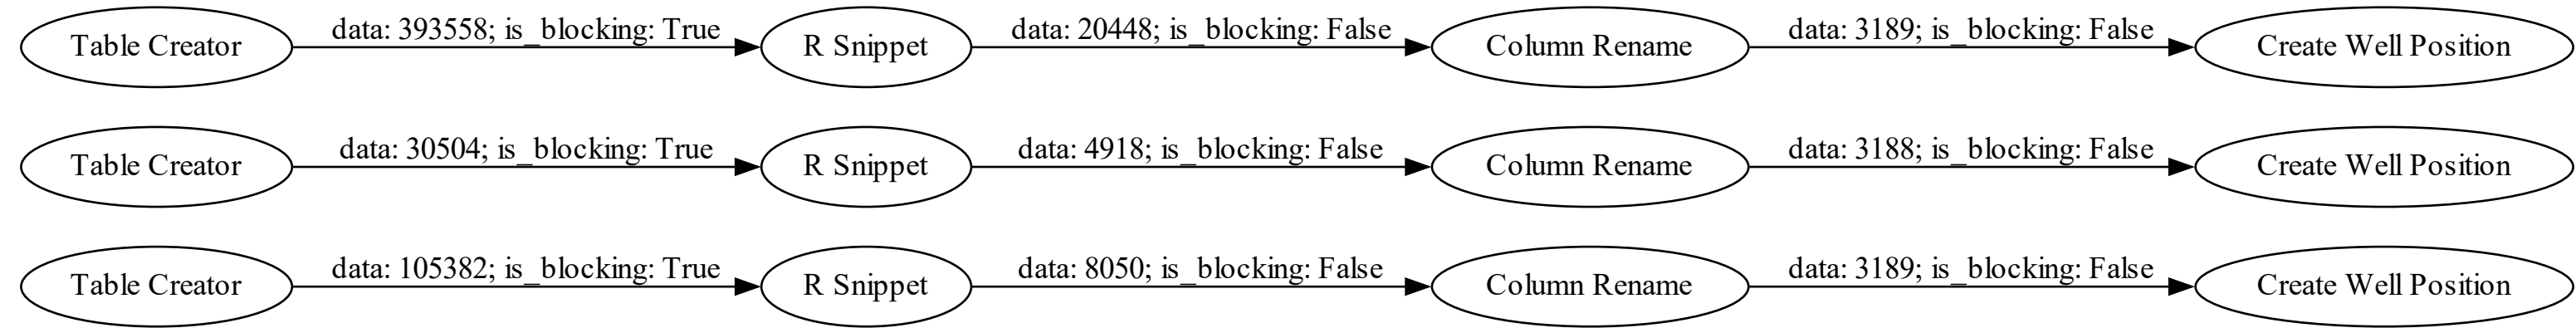 Table Creator
data: 393558; is_blocking: True
R Snippet
data: 20448; is_blocking: False
Column Rename
data: 3189; is_blocking: False
Create Well Position
Table Creator
data: 30504; is_blocking: True
R Snippet
data: 4918; is_blocking: False
Column Rename
data: 3188; is_blocking: False
Create Well Position
Table Creator
data: 105382; is_blocking: True
R Snippet
data: 8050; is_blocking: False
Column Rename
data: 3189; is_blocking: False
Create Well Position